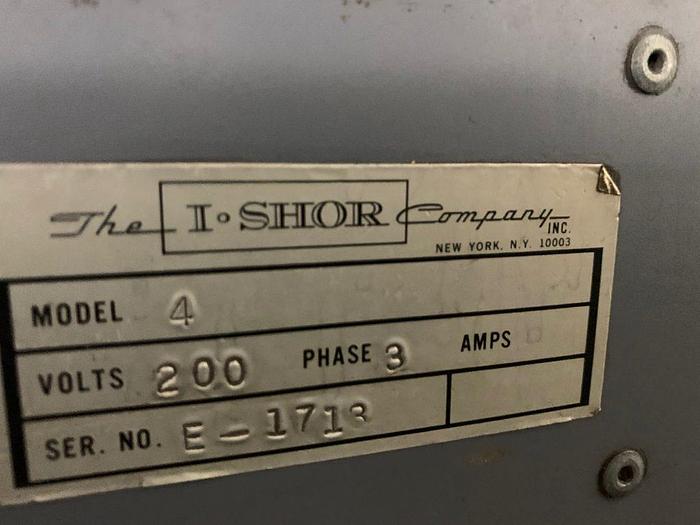 The I·SHOR Company INC.
NEW YORK, N.Y. 10003
MODEL 4
VOLTS 200 PHASE 3 AMPS
SER. NO. E-1713